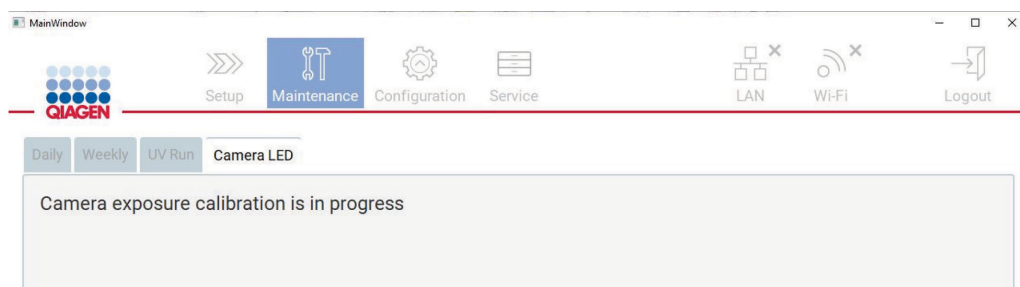 MainWindow
QIAGEN
Setup Maintenance Configuration Service LAN Wi-Fi Logout
Daily Weekly UV Run Camera LED
Camera exposure calibration is in progress